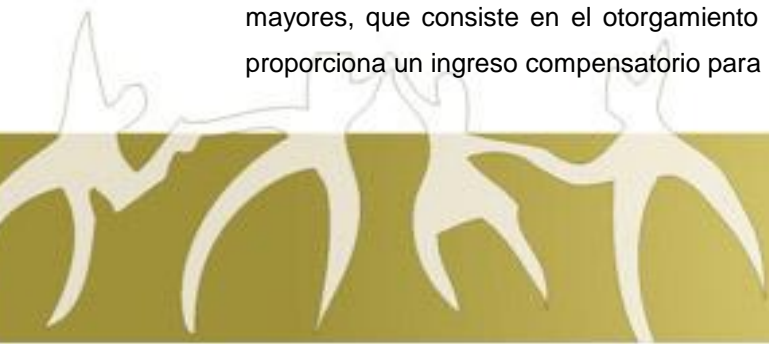 mayores, que consiste en el otorgamiento
proporciona un ingreso compensatorio para